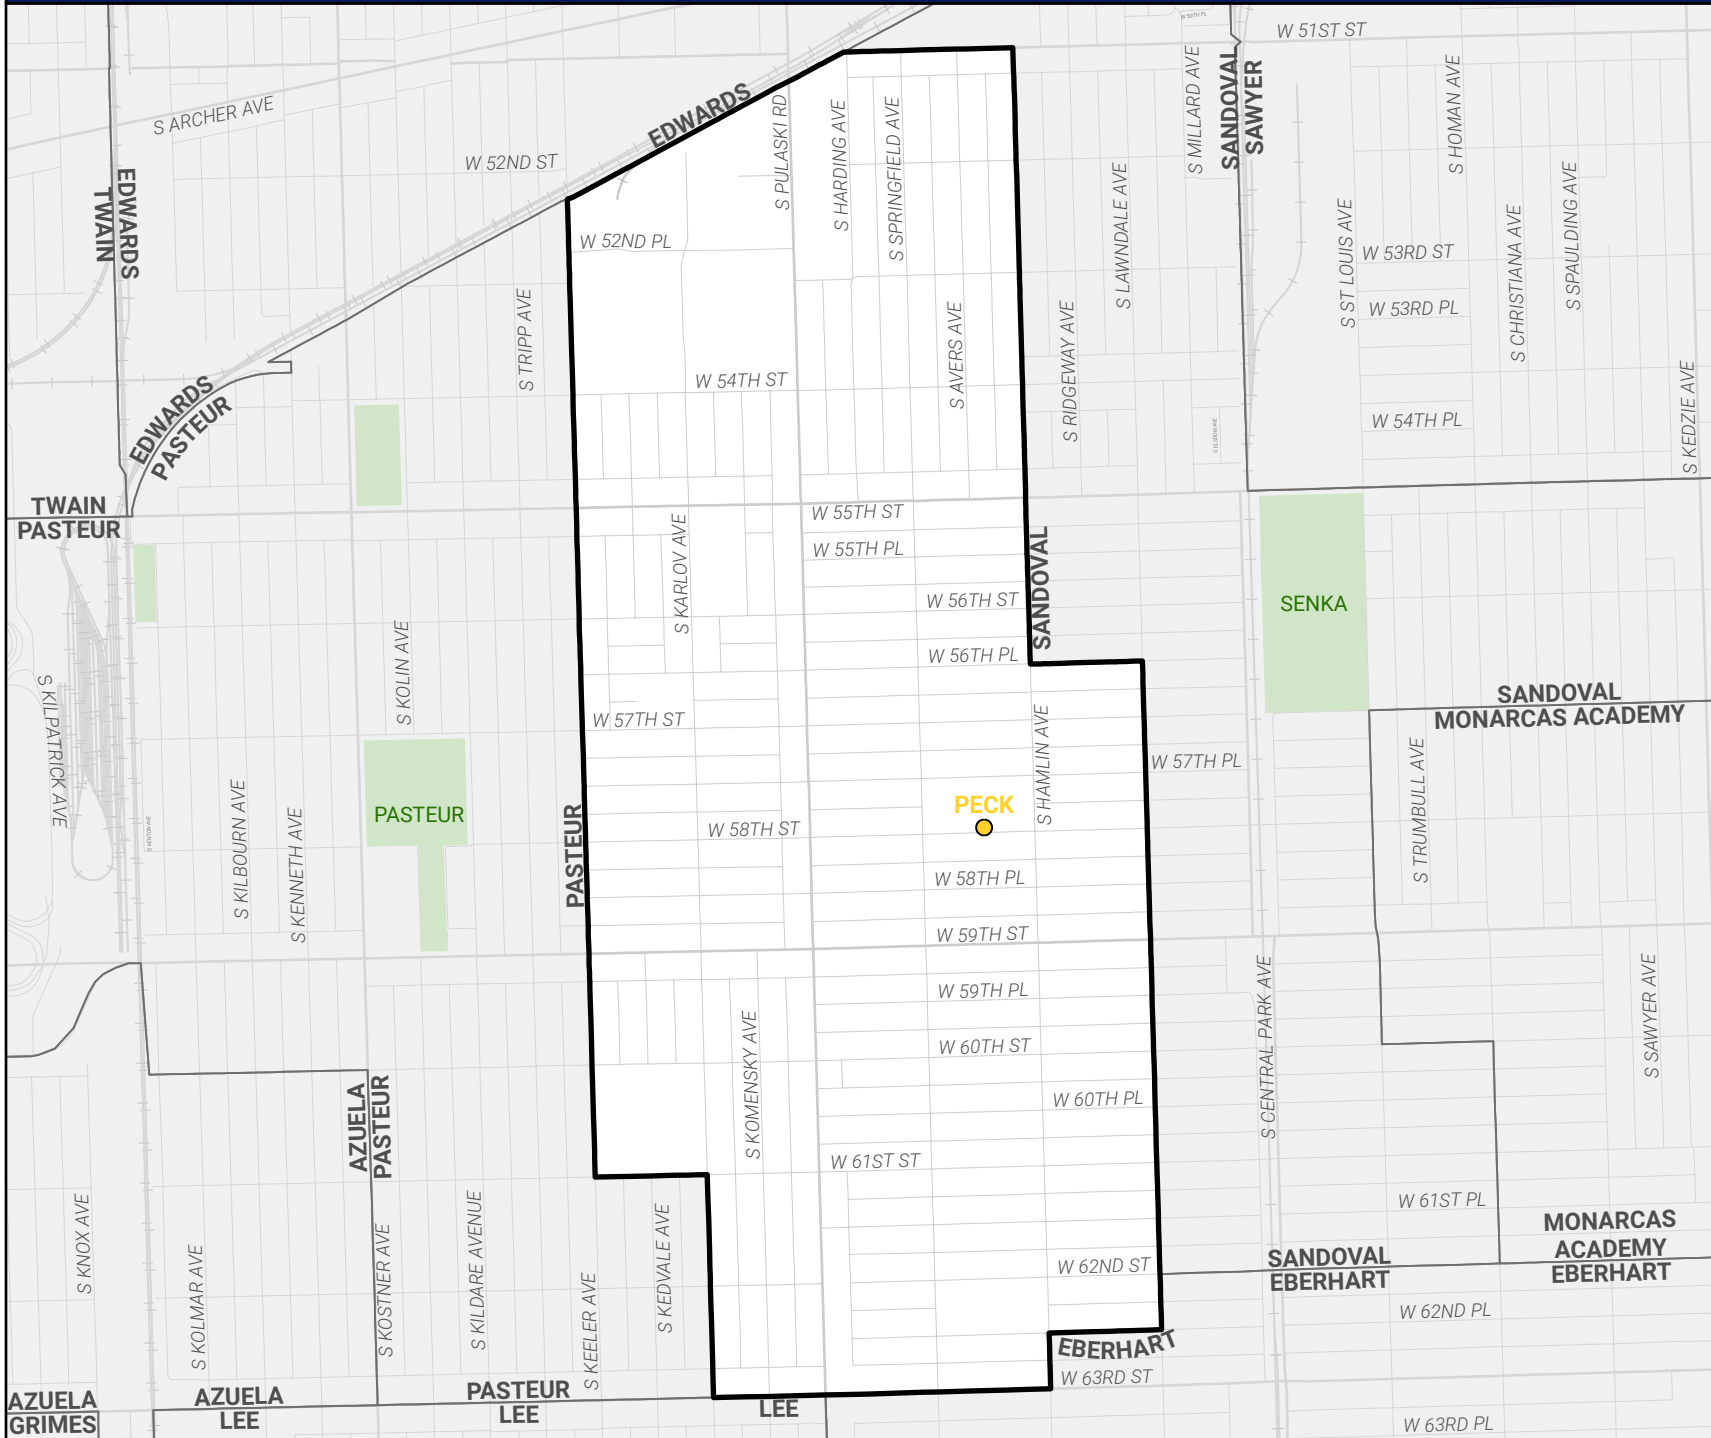 W 50TH PL
W 51ST ST
S ARCHER AVE
EDWARDS
W 52ND ST
S PULASKI RD
S HARDING AVE
S SPRINGFIELD AVE
S MILLARD AVE
SANDOVAL
SAWYER
S HOMAN AVE
EDWARDS
TWAIN
W 52ND PL
S LAWNDALE AVE
S ST LOUIS AVE
W 53RD ST
S CHRISTIANA AVE
S SPAULDING AVE
W 53RD PL
S TRIPP AVE
S AVERS AVE
S RIDGEWAY AVE
W 54TH ST
EDWARDS
PASTEUR
W 54TH PL
S KEDZIE AVE
TWAIN
PASTEUR
W 55TH ST
W 55TH PL
S KARLOV AVE
SANDOVAL
W 56TH ST
SENKA
W 56TH PL
S KOLIN AVE
S KILPATRICK AVE
W 57TH ST
SANDOVAL
MONARCAS ACADEMY
S HAMLIN AVE
W 57TH PL
S TRUMBULL AVE
PECK
PASTEUR
W 58TH ST
PASTEUR
S KILBOURN AVE
S KENNETH AVE
W 58TH PL
W 59TH ST
W 59TH PL
S CENTRAL PARK AVE
S SAWYER AVE
W 60TH ST
S KOMENSKY AVE
AZUELA
PASTEUR
W 60TH PL
W 61ST ST
S KNOX AVE
S KOLMAR AVE
S KOSTNER AVE
S KILDARE AVENUE
S KEELER AVE
S KEDVALE AVE
W 61ST PL
MONARCAS
ACADEMY
EBERHART
W 62ND ST
SANDOVAL
EBERHART
W 62ND PL
EBERHART
W 63RD ST
AZUELA
GRIMES
AZUELA
LEE
PASTEUR
LEE
LEE
W 63RD PL